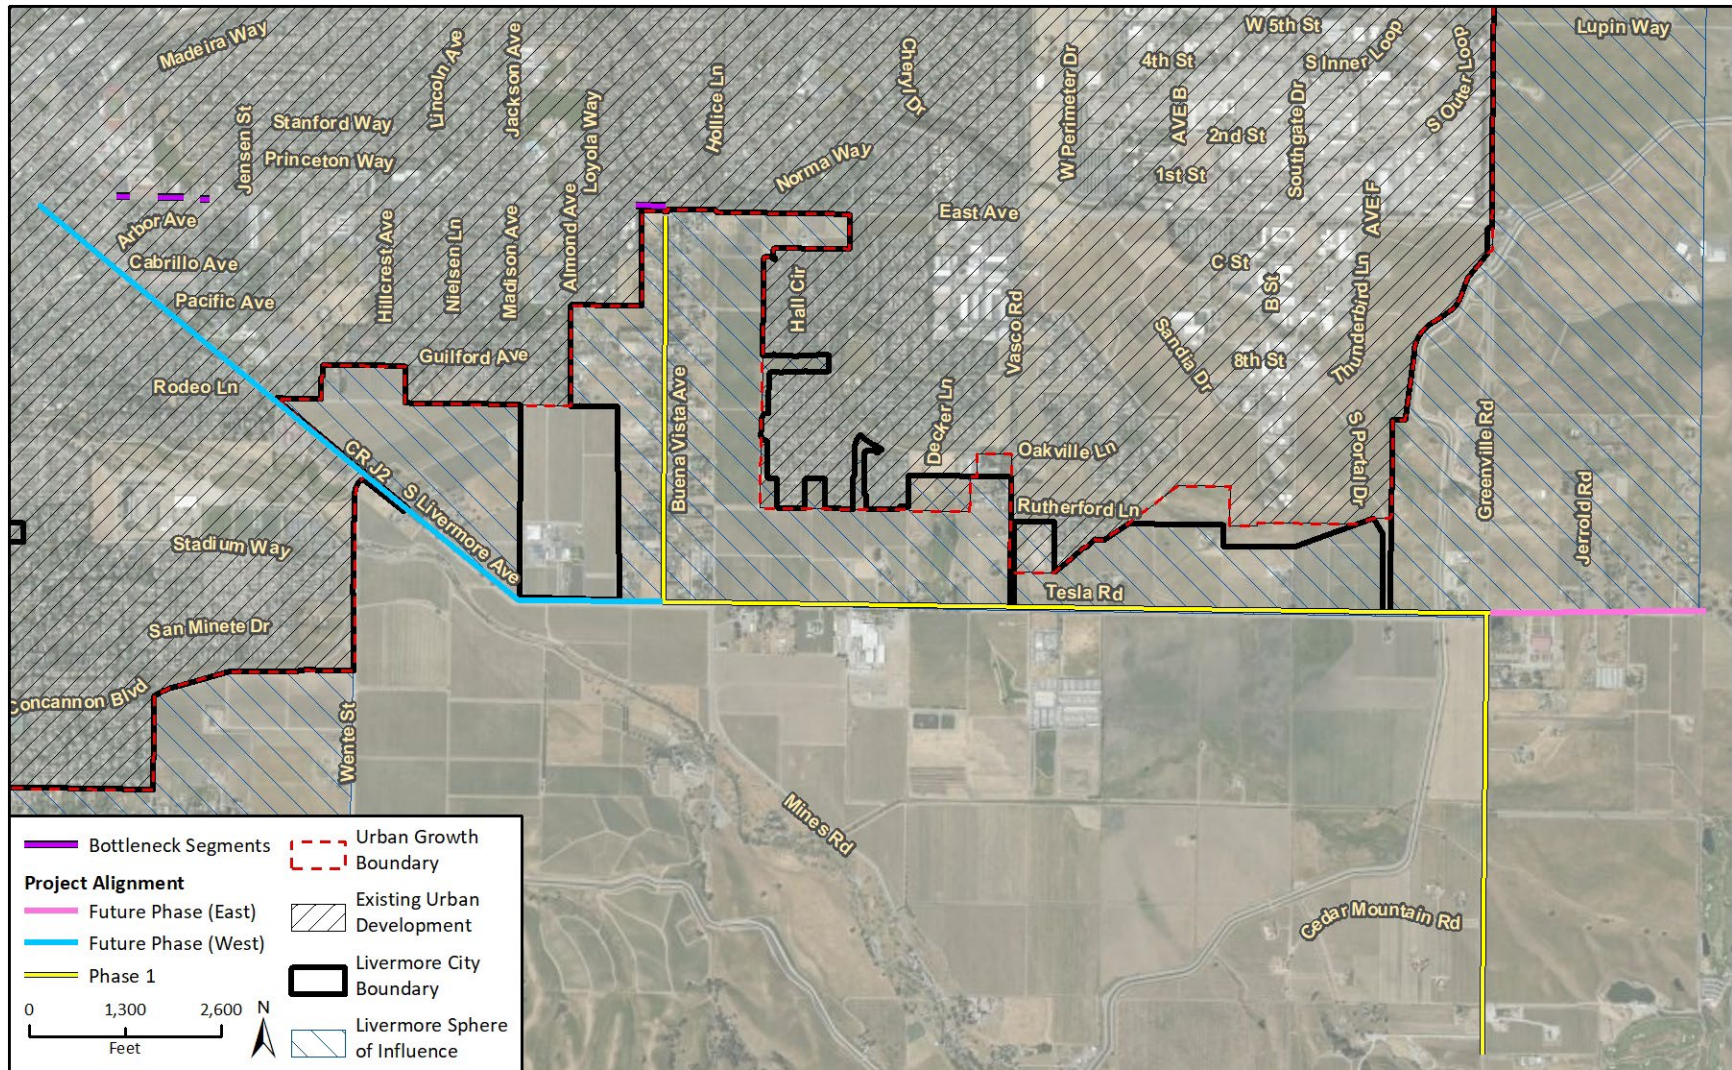 Madeira Way
Lincoln Ave
Jackson Ave
Hollice Ln
Cheryl Dr
W Perimeter Dr
W 5th St
4th St
S Inner Loop
S Outer Loop
Lupin Way
Jensen St
Stanford Way
Princeton Way
Loyola Way
Norma Way
AVE B
2nd St
1st St
Southgate Dr
AVE F
Arbor Ave
Cabrillo Ave
Pacific Ave
Hillcrest Ave
Nielsen Ln
Madison Ave
Almond Ave
East Ave
Hall Cir
Vasco Rd
C St
B St
Thunderbird Ln
Sandia Dr
8th St
Guilford Ave
Rodeo Ln
Buena Vista Ave
Decker Ln
Oakville Ln
Rutherford Ln
S Portal Dr
Greenville Rd
Jerrold Rd
CR J2
S Livermore Ave
Stadium Way
Tesla Rd
San Minete Dr
Concannon Blvd
Wente St
Mines Rd
Cedar Mountain Rd
Bottleneck Segments
Project Alignment
Future Phase (East)
Future Phase (West)
Phase 1
0 1,300 2,600
Feet
N
Urban Growth
Boundary
Existing Urban
Development
Livermore City
Boundary
Livermore Sphere
of Influence